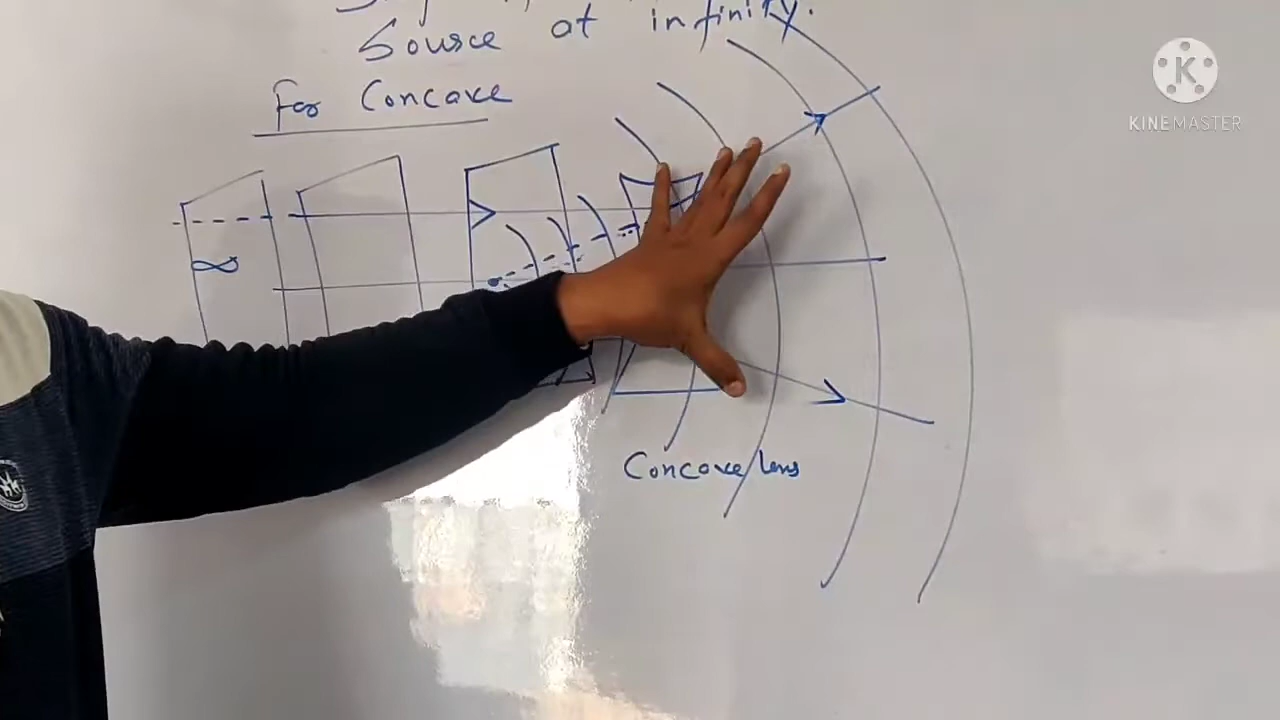 Source at infinity.
For Concave
∞
Concave lens
K
KINEMASTER